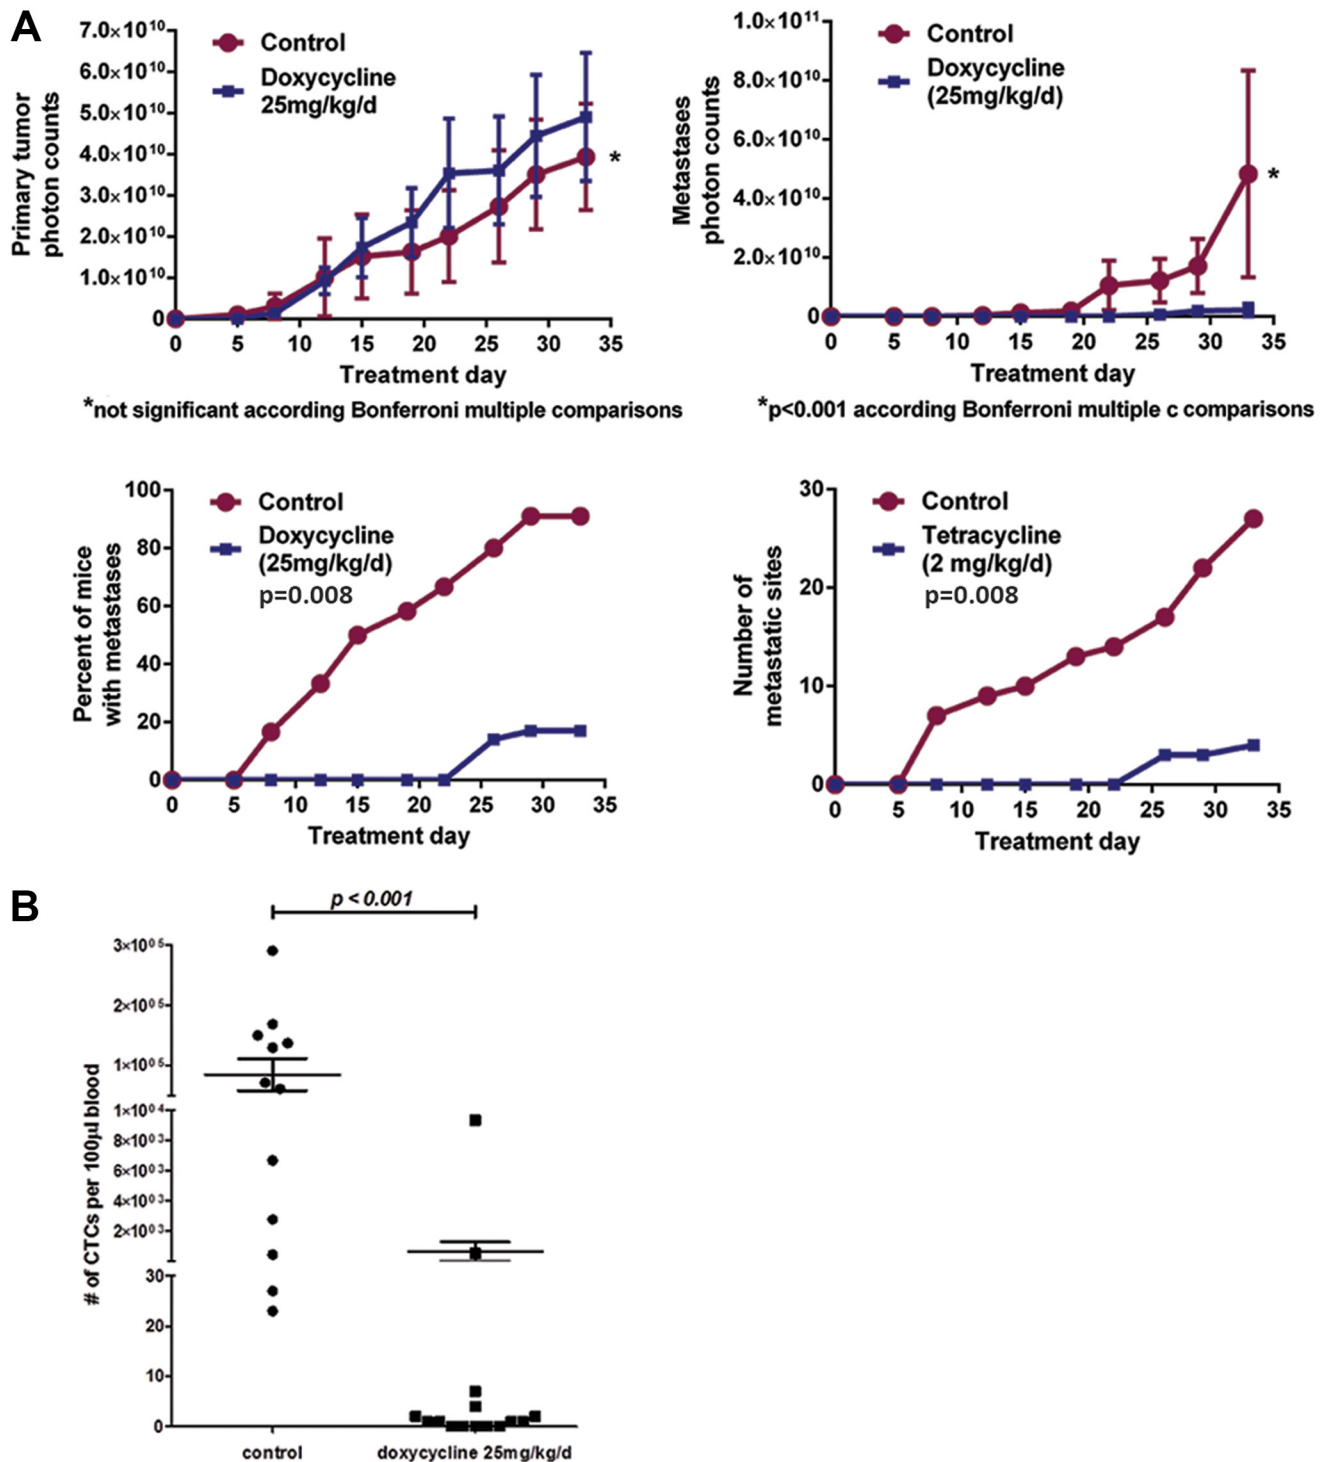 A
7.0×10¹⁰
6.0×10¹⁰
5.0×10¹⁰
4.0×10¹⁰
3.0×10¹⁰
2.0×10¹⁰
1.0×10¹⁰
0
Primary tumor
photon counts
Control
Doxycycline
25mg/kg/d
*
0 5 10 15 20 25 30 35
Treatment day
*not significant according Bonferroni multiple comparisons
1.0×10¹¹
8.0×10¹⁰
6.0×10¹⁰
4.0×10¹⁰
2.0×10¹⁰
0
Metastases
photon counts
Control
Doxycycline
(25mg/kg/d)
*
0 5 10 15 20 25 30 35
Treatment day
*p<0.001 according Bonferroni multiple c comparisons
100
80
60
40
20
0
Percent of mice
with metastases
Control
Doxycycline
(25mg/kg/d)
p=0.008
0 5 10 15 20 25 30 35
Treatment day
30
20
10
0
Number of
metastatic sites
Control
Tetracycline
(2 mg/kg/d)
p=0.008
0 5 10 15 20 25 30 35
Treatment day
B
p < 0.001
3×10⁰⁵
2×10⁰⁵
1×10⁰⁵
1×10⁰⁴
8×10⁰³
6×10⁰³
4×10⁰³
2×10⁰³
30
20
10
0
# of CTCs per 100µl blood
control
doxycycline 25mg/kg/d